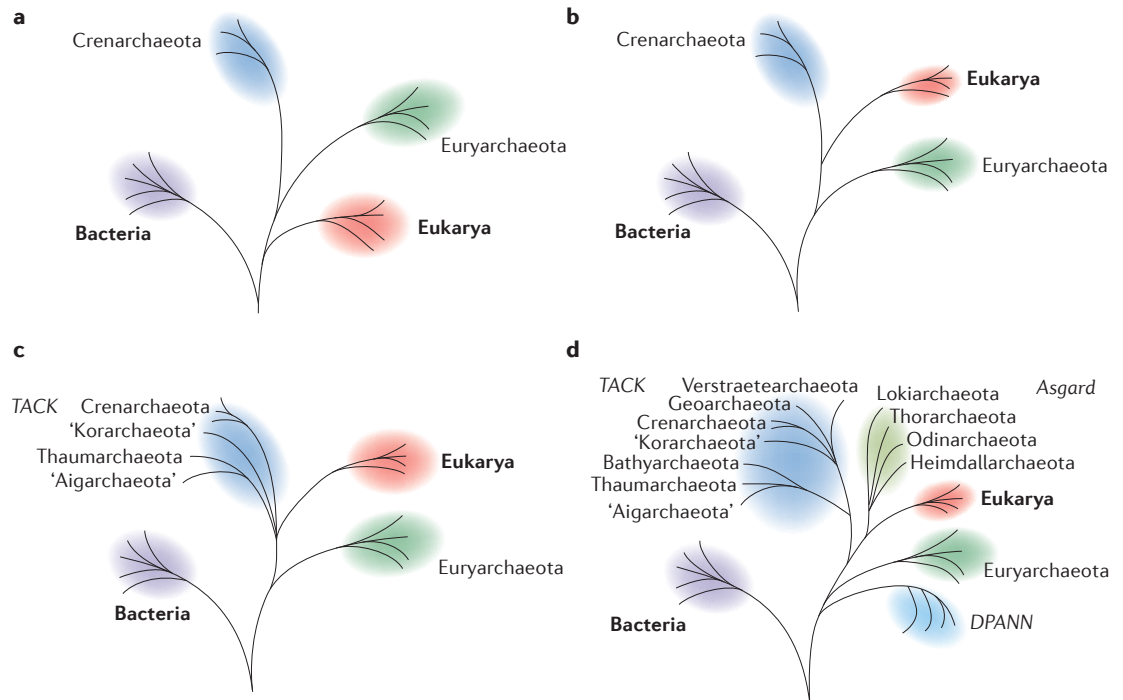 a
Crenarchaeota
Euryarchaeota
Bacteria
Eukarya
b
Crenarchaeota
Eukarya
Euryarchaeota
Bacteria
c
TACK Crenarchaeota
‘Korarchaeota’
Thaumarchaeota
‘Aigarchaeota’
Eukarya
Euryarchaeota
Bacteria
d
TACK Verstraetearchaeota
Geoarchaeota
Crenarchaeota
‘Korarchaeota’
Bathyarchaeota
Thaumarchaeota
‘Aigarchaeota’
Lokiarchaeota Asgard
Thorarchaeota
Odinarchaeota
Heimdallarchaeota
Eukarya
Euryarchaeota
DPANN
Bacteria